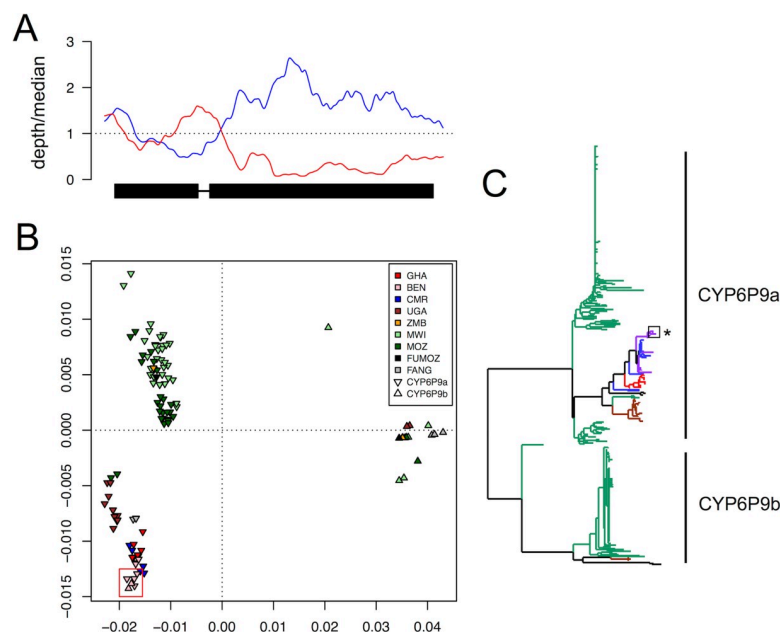 A
depth/median
3
2
1
0
B
0.015
0.010
0.005
0.000
−0.005
−0.010
−0.015
−0.02
−0.01
0.00
0.01
0.02
0.03
0.04
GHA
BEN
CMR
UGA
ZMB
MWI
MOZ
FUMOZ
FANG
CYP6P9a
CYP6P9b
C
*
CYP6P9a
CYP6P9b